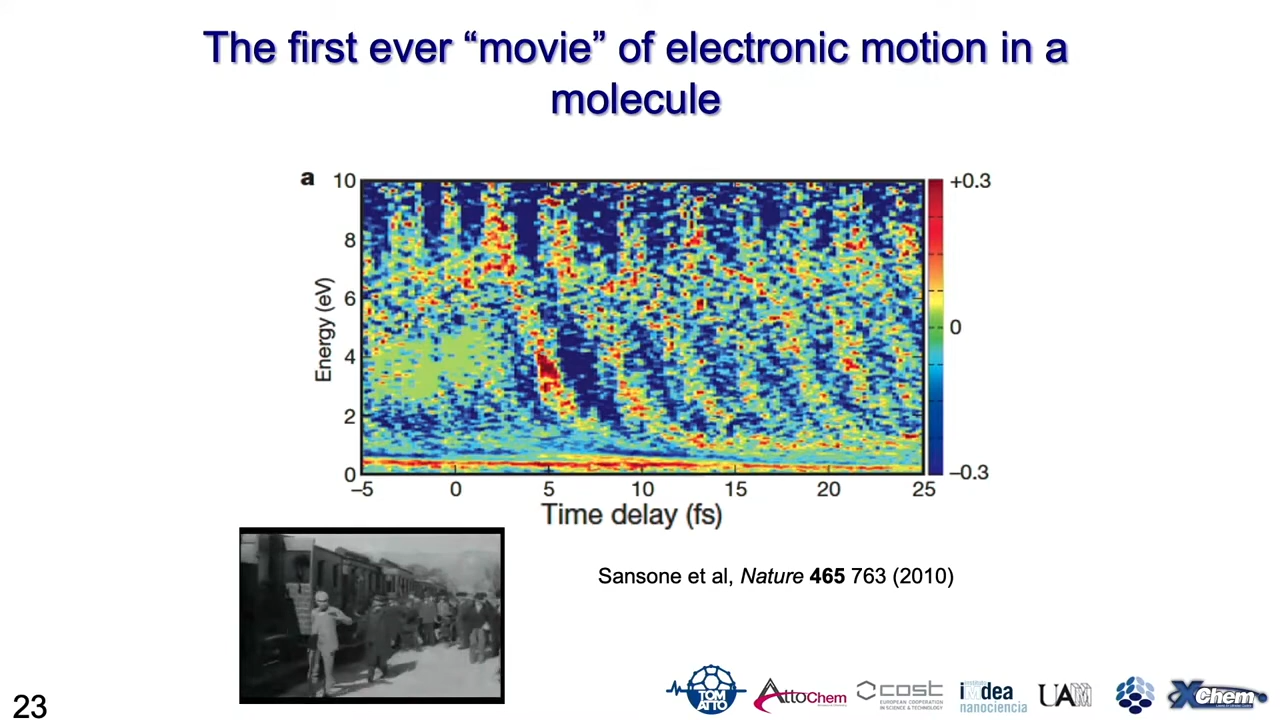 The first ever “movie” of electronic motion in a
molecule
a
+0.3
0
–0.3
10
8
6
4
2
0
Energy (eV)
–5 0 5 10 15 20 25
Time delay (fs)
Sansone et al, Nature 465 763 (2010)
23
TOM
ATTO
AttoChem
cost
EUROPEAN COOPERATION
IN SCIENCE & TECHNOLOGY
instituto
imdea
nanociencia
UAM
XChem